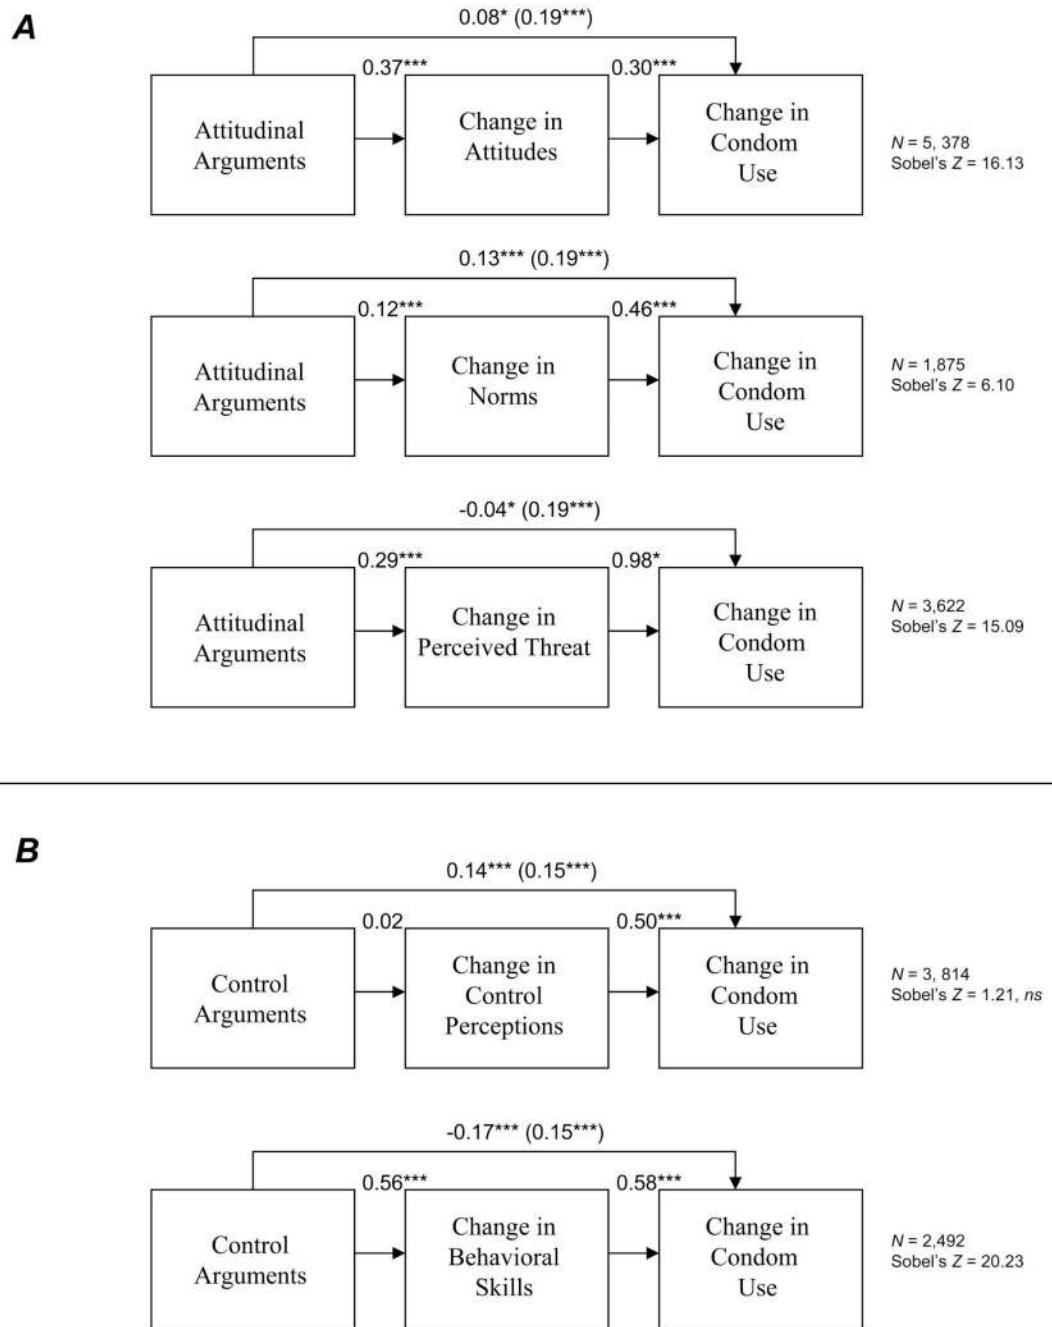 A
0.08* (0.19***)
0.37***
0.30***
Attitudinal
Arguments
Change in
Attitudes
Change in
Condom
Use
N = 5, 378
Sobel's Z = 16.13
0.13*** (0.19***)
0.12***
0.46***
Attitudinal
Arguments
Change in
Norms
Change in
Condom
Use
N = 1,875
Sobel's Z = 6.10
-0.04* (0.19***)
0.29***
0.98*
Attitudinal
Arguments
Change in
Perceived Threat
Change in
Condom
Use
N = 3,622
Sobel's Z = 15.09
B
0.14*** (0.15***)
0.02
0.50***
Control
Arguments
Change in
Control
Perceptions
Change in
Condom
Use
N = 3, 814
Sobel's Z = 1.21, ns
-0.17*** (0.15***)
0.56***
0.58***
Control
Arguments
Change in
Behavioral
Skills
Change in
Condom
Use
N = 2,492
Sobel's Z = 20.23